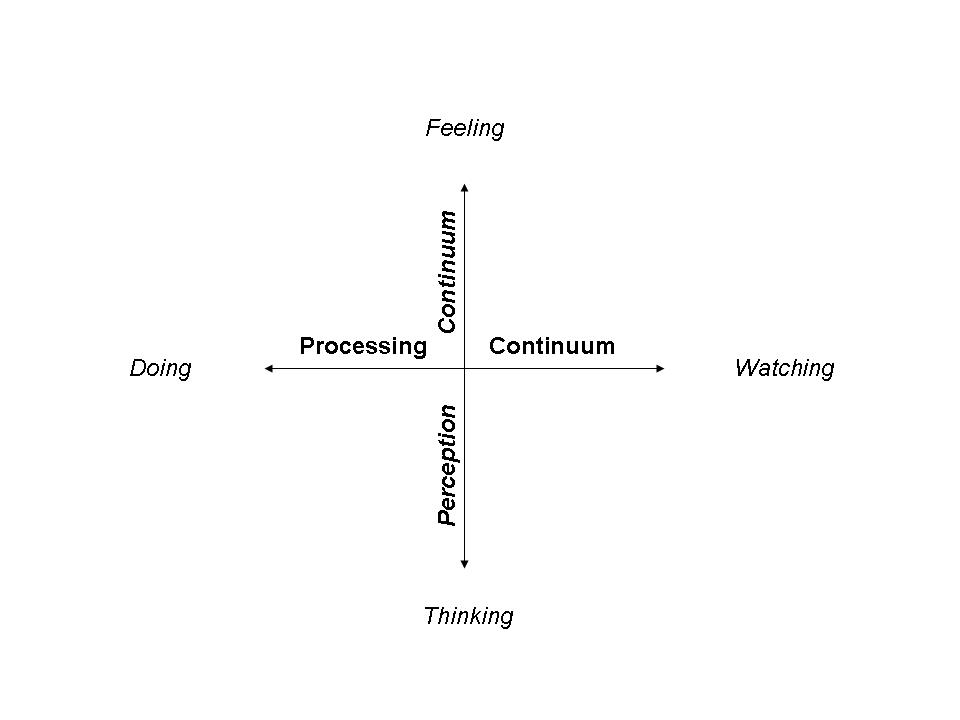 Feeling
Perception Continuum
Processing Continuum
Doing
Watching
Thinking